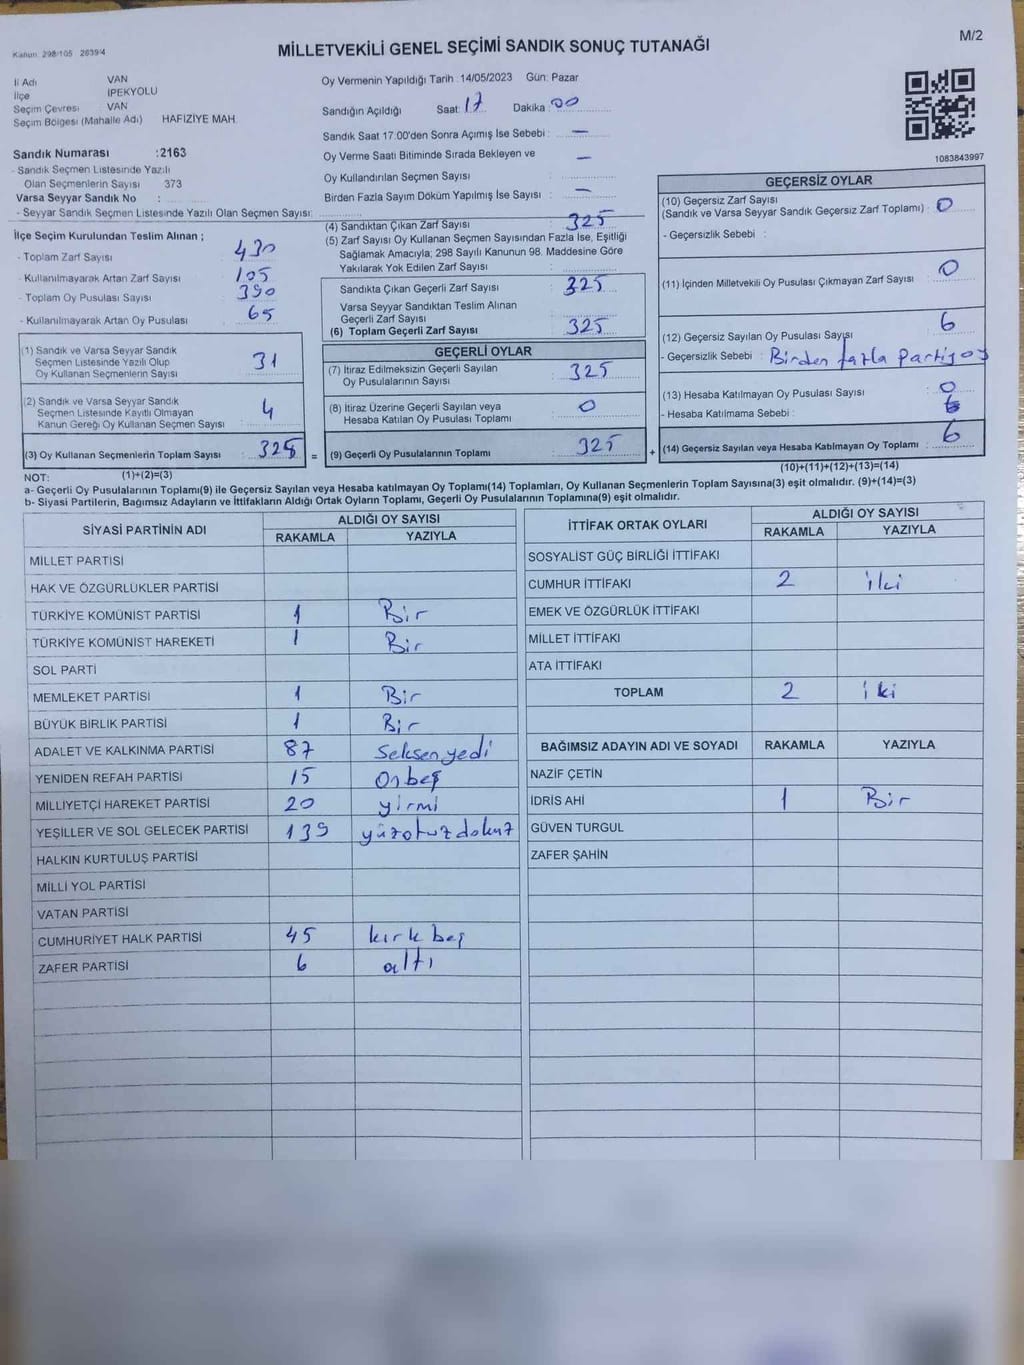 Kanun: 298/105 2839/4
MİLLETVEKİLİ GENEL SEÇİMİ SANDIK SONUÇ TUTANAĞI
M/2
İl Adı VAN
İlçe İPEKYOLU
Seçim Çevresi VAN
Seçim Bölgesi (Mahalle Adı) HAFIZİYE MAH.
Sandık Numarası :2163
- Sandık Seçmen Listesinde Yazılı
Olan Seçmenlerin Sayısı 373
Varsa Seyyar Sandık No :
- Seyyar Sandık Seçmen Listesinde Yazılı Olan Seçmen Sayısı:
Oy Vermenin Yapıldığı Tarih :14/05/2023 Gün: Pazar
Sandığın Açıldığı Saat: 17 Dakika: 00
Sandık Saat 17:00'den Sonra Açımış İse Sebebi : —
Oy Verme Saati Bitiminde Sırada Bekleyen ve
Oy Kullandırılan Seçmen Sayısı —
Birden Fazla Sayım Döküm Yapılmış İse Sayısı : —
1083843997
İlçe Seçim Kurulundan Teslim Alınan ;
- Toplam Zarf Sayısı 430
- Kullanılmayarak Artan Zarf Sayısı 105
- Toplam Oy Pusulası Sayısı 390
- Kullanılmayarak Artan Oy Pusulası 65
(1) Sandık ve Varsa Seyyar Sandık
Seçmen Listesinde Yazılı Olup
Oy Kullanan Seçmenlerin Sayısı 31
(2) Sandık ve Varsa Seyyar Sandık
Seçmen Listesinde Kayıtlı Olmayan
Kanun Gereği Oy Kullanan Seçmen Sayısı 4
(3) Oy Kullanan Seçmenlerin Toplam Sayısı =
(4) Sandıktan Çıkan Zarf Sayısı 325
(5) Zarf Sayısı Oy Kullanan Seçmen Sayısından Fazla İse, Eşitliği
Sağlamak Amacıyla; 298 Sayılı Kanunun 98. Maddesine Göre
Yakılarak Yok Edilen Zarf Sayısı :
Sandıkta Çıkan Geçerli Zarf Sayısı 325
Varsa Seyyar Sandıktan Teslim Alınan
Geçerli Zarf Sayısı
(6) Toplam Geçerli Zarf Sayısı 325
GEÇERLİ OYLAR
(7) İtiraz Edilmeksizin Geçerli Sayılan
Oy Pusulalarının Sayısı 325
(8) İtiraz Üzerine Geçerli Sayılan veya
Hesaba Katılan Oy Pusulası Toplamı 0
(9) Geçerli Oy Pusulalarının Toplamı 325 +
GEÇERSİZ OYLAR
(10) Geçersiz Zarf Sayısı
(Sandık ve Varsa Seyyar Sandık Geçersiz Zarf Toplamı) : 0
- Geçersizlik Sebebi :
(11) İçinden Milletvekili Oy Pusulası Çıkmayan Zarf Sayısı 0
(12) Geçersiz Sayılan Oy Pusulası Sayısı 6
- Geçersizlik Sebebi : Birden fazla Partiy oy
(13) Hesaba Katılmayan Oy Pusulası Sayısı 0
- Hesaba Katılmama Sebebi :
(14) Geçersiz Sayılan veya Hesaba Katılmayan Oy Toplamı 6
NOT: (1)+(2)=(3)
(10)+(11)+(12)+(13)=(14)
a- Geçerli Oy Pusulalarının Toplamı(9) ile Geçersiz Sayılan veya Hesaba katılmayan Oy Toplamı(14) Toplamları, Oy Kullanan Seçmenlerin Toplam Sayısına(3) eşit olmalıdır. (9)+(14)=(3)
b- Siyasi Partilerin, Bağımsız Adayların ve İttifakların Aldığı Ortak Oyların Toplamı, Geçerli Oy Pusulalarının Toplamına(9) eşit olmalıdır.
SİYASİ PARTİNİN ADI ALDIĞI OY SAYISI
RAKAMLA YAZIYLA
MİLLET PARTİSİ
HAK VE ÖZGÜRLÜKLER PARTİSİ
TÜRKİYE KOMÜNİST PARTİSİ 1 Bir
TÜRKİYE KOMÜNİST HAREKETİ 1 Bir
SOL PARTİ
MEMLEKET PARTİSİ 1 Bir
BÜYÜK BİRLİK PARTİSİ 1 Bir
ADALET VE KALKINMA PARTİSİ 87 Seksen yedi
YENİDEN REFAH PARTİSİ 15 Onbeş
MİLLİYETÇİ HAREKET PARTİSİ 20 yirmi
YEŞİLLER VE SOL GELECEK PARTİSİ 139 yüzotuzdokuz
HALKIN KURTULUŞ PARTİSİ
MİLLİ YOL PARTİSİ
VATAN PARTİSİ
CUMHURİYET HALK PARTİSİ 45 kırk beş
ZAFER PARTİSİ 6 altı
İTTİFAK ORTAK OYLARI ALDIĞI OY SAYISI
RAKAMLA YAZIYLA
SOSYALİST GÜÇ BİRLİĞİ İTTİFAKI
CUMHUR İTTİFAKI 2 iki
EMEK VE ÖZGÜRLÜK İTTİFAKI
MİLLET İTTİFAKI
ATA İTTİFAKI
TOPLAM 2 iki
BAĞIMSIZ ADAYIN ADI VE SOYADI RAKAMLA YAZIYLA
NAZİF ÇETİN
İDRİS AHİ 1 Bir
GÜVEN TURGUL
ZAFER ŞAHİN